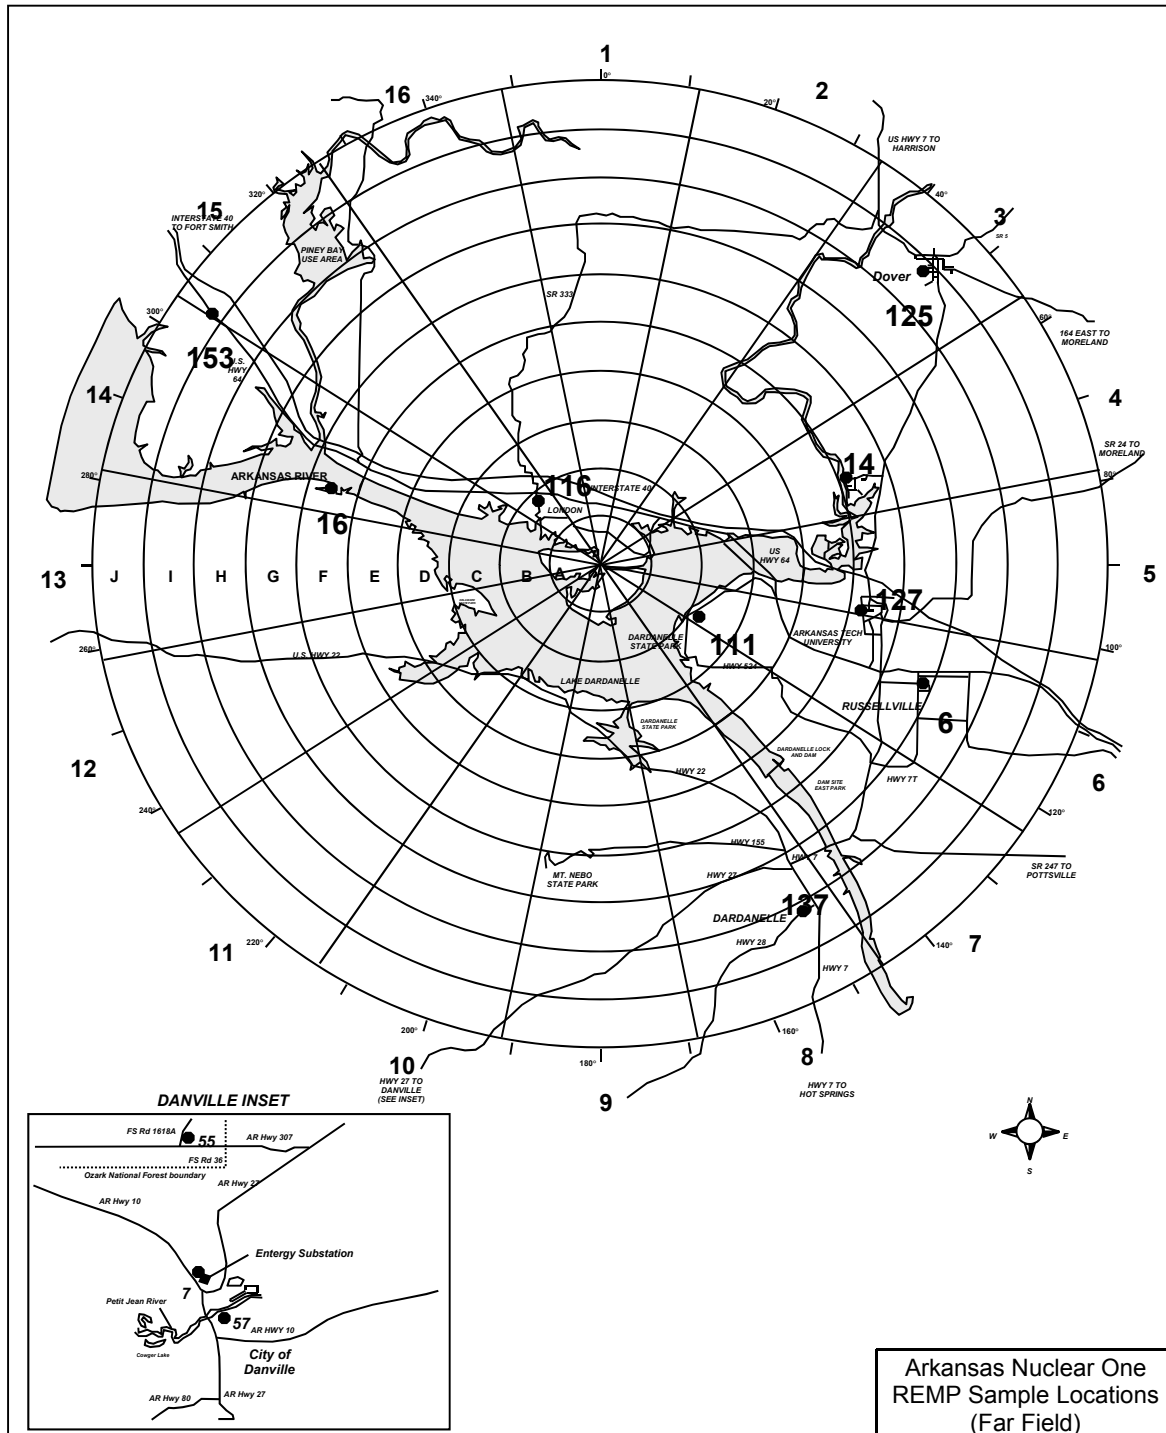 1
0°
16
340°
20°
2
US HWY 7 TO
HARRISON
320°
40°
15
INTERSTATE 40
TO FORT SMITH
3
SR 5
PINEY BAY
USE AREA
Dover
SR 333
300°
125
60°
164 EAST TO
MORELAND
153
U.S.
HWY
64
14
4
SR 24 TO
MORELAND
280°
ARKANSAS RIVER
14
80°
116
INTERSTATE 40
LONDON
16
US
HWY 64
13
J I H G F E D C B A
5
127
DARDANELLE
STATE PARK
111
ARKANSAS TECH
UNIVERSITY
260°
U.S. HWY 22
HWY 524
100°
LAKE DARDANELLE
RUSSELLVILLE
6
DARDANELLE
STATE PARK
DARDANELLE LOCK
AND DAM
12
HWY 22
HWY 7T
6
DAM SITE
EAST PARK
240°
120°
HWY 155
HWY 7
MT. NEBO
STATE PARK
HWY 27
SR 247 TO
POTTSVILLE
DARDANELLE
137
11
220°
HWY 28
140°
7
HWY 7
200°
160°
10
180°
8
HWY 27 TO
DANVILLE
(SEE INSET)
9
HWY 7 TO
HOT SPRINGS
DANVILLE INSET
N
W E
S
FS Rd 1618A
55
AR Hwy 307
FS Rd 36
Ozark National Forest boundary
AR Hwy 27
AR Hwy 10
Entergy Substation
7
Petit Jean River
57
AR HWY 10
Cowger Lake
City of
Danville
AR Hwy 80
AR Hwy 27
Arkansas Nuclear One
REMP Sample Locations
(Far Field)